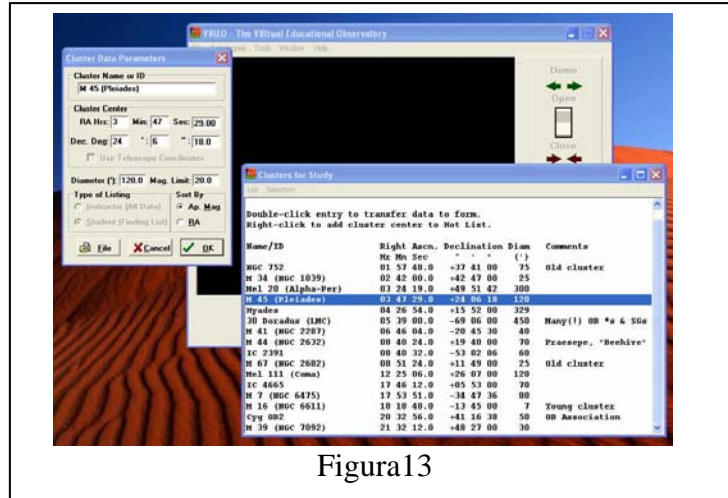 VIREO - The VIRtual Educational Observatory
Tools Window Help
Dome
Open
Close
Cluster Data Parameters
Cluster Name or ID
M 45 (Pleiades)
Cluster Center
RA Hrs: 3 Min: 47 Sec: 29.00
Dec. Deg: 24 ' : 6 " : 18.0
Use Telescope Coordinates
Diameter ('): 120.0 Mag. Limit: 20.0
Type of Listing
Instructor (All Data)
Student (Finding List)
Sort By
Ap. Mag
RA
File Cancel OK
Clusters for Study
List Selection
Double-click entry to transfer data to form.
Right-click to add cluster center to Hot List.
Name/ID Right Ascn. Declination Diam Comments
Hr Mn Sec ° ' " (')
NGC 752 01 57 48.0 +37 41 00 75 Old cluster
M 34 (NGC 1039) 02 42 00.0 +42 47 00 25
Mel 20 (Alpha-Per) 03 24 19.0 +49 51 42 300
M 45 (Pleiades) 03 47 29.0 +24 06 18 120
Hyades 04 26 54.0 +15 52 00 329
30 Doradus (LMC) 05 39 00.0 -69 06 00 450 Many(!) OB *s & SGs
M 41 (NGC 2287) 06 46 04.0 -20 45 30 40
M 44 (NGC 2632) 08 40 24.0 +19 40 00 70 Praesepe, "Beehive"
IC 2391 08 40 32.0 -53 02 06 60
M 67 (NGC 2682) 08 51 24.0 +11 49 00 25 Old cluster
Mel 111 (Coma) 12 25 06.0 +26 07 00 120
IC 4665 17 46 12.0 +05 53 00 70
M 7 (NGC 6475) 17 53 51.0 -34 47 36 80
M 16 (NGC 6611) 18 18 48.0 -13 45 00 7 Young cluster
Cyg OB2 20 32 56.0 +41 16 38 50 OB Association
M 39 (NGC 7092) 21 32 12.0 +48 27 00 30
Figura13